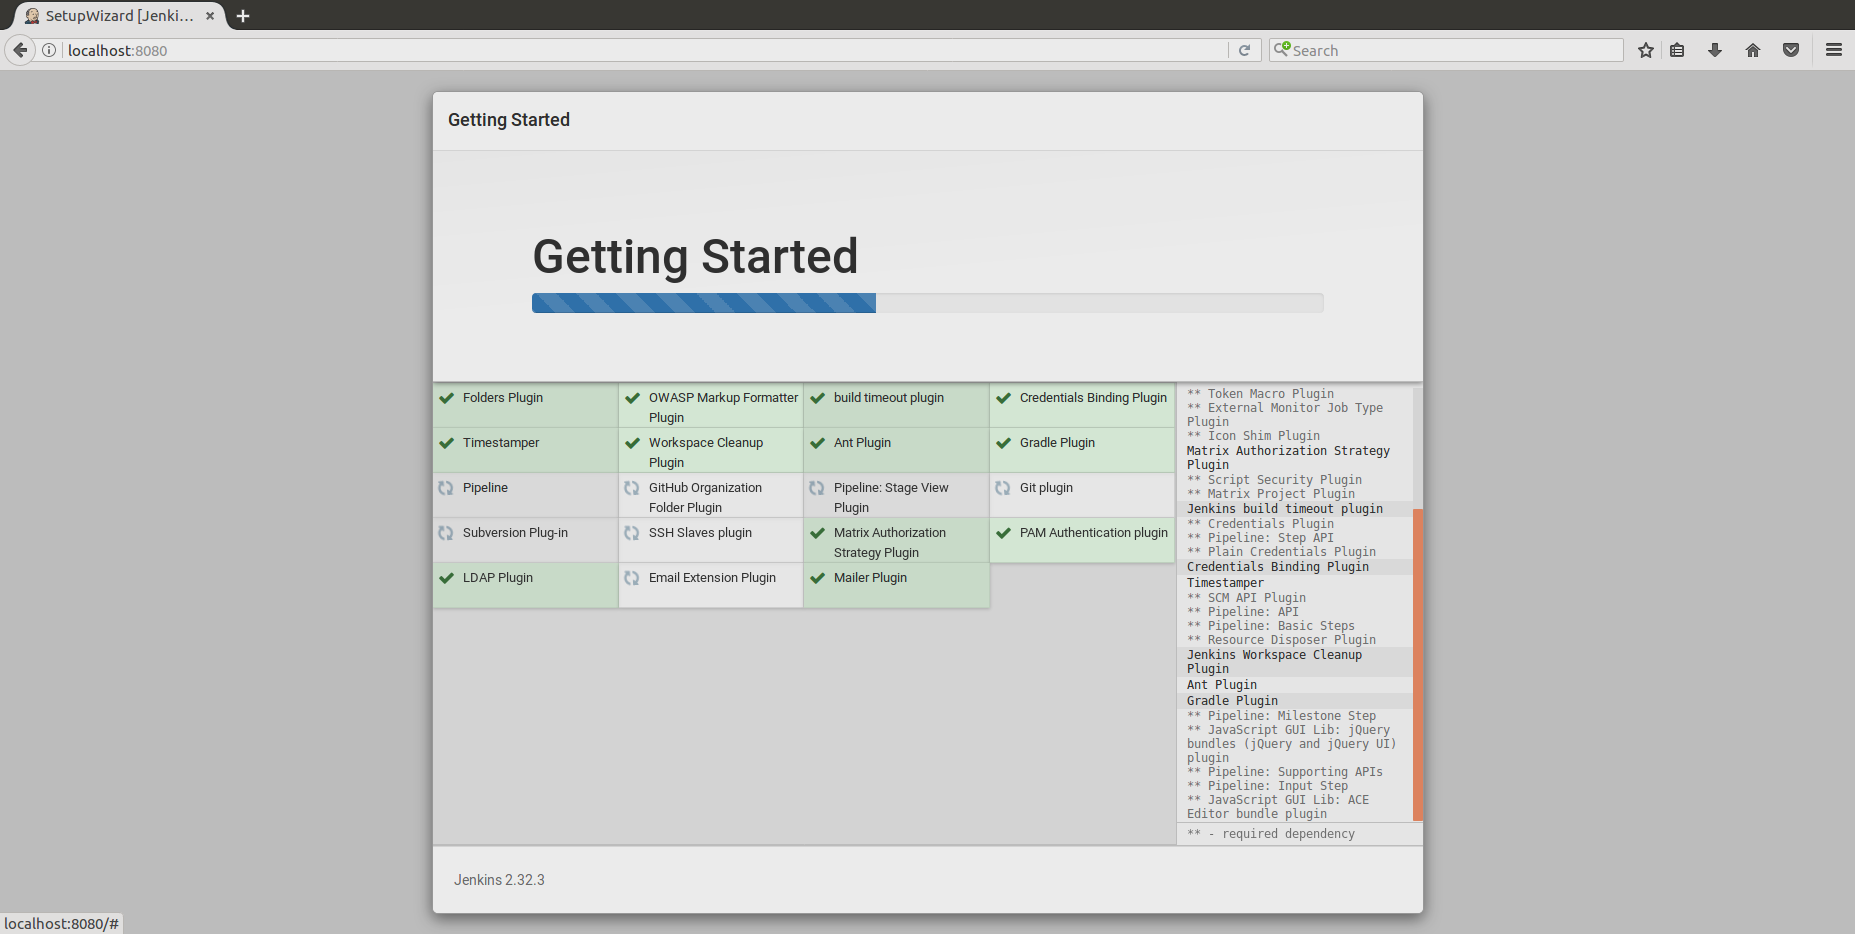 SetupWizard [Jenki...
localhost:8080
Search
Getting Started
Getting Started
Folders Plugin
OWASP Markup Formatter
Plugin
build timeout plugin
Credentials Binding Plugin
Timestamper
Workspace Cleanup
Plugin
Ant Plugin
Gradle Plugin
Pipeline
GitHub Organization
Folder Plugin
Pipeline: Stage View
Plugin
Git plugin
Subversion Plug-in
SSH Slaves plugin
Matrix Authorization
Strategy Plugin
PAM Authentication plugin
LDAP Plugin
Email Extension Plugin
Mailer Plugin
** Token Macro Plugin
** External Monitor Job Type
Plugin
** Icon Shim Plugin
Matrix Authorization Strategy
Plugin
** Script Security Plugin
** Matrix Project Plugin
Jenkins build timeout plugin
** Credentials Plugin
** Pipeline: Step API
** Plain Credentials Plugin
Credentials Binding Plugin
Timestamper
** SCM API Plugin
** Pipeline: API
** Pipeline: Basic Steps
** Resource Disposer Plugin
Jenkins Workspace Cleanup
Plugin
Ant Plugin
Gradle Plugin
** Pipeline: Milestone Step
** JavaScript GUI Lib: jQuery
bundles (jQuery and jQuery UI)
plugin
** Pipeline: Supporting APIs
** Pipeline: Input Step
** JavaScript GUI Lib: ACE
Editor bundle plugin
** - required dependency
Jenkins 2.32.3
localhost:8080/#